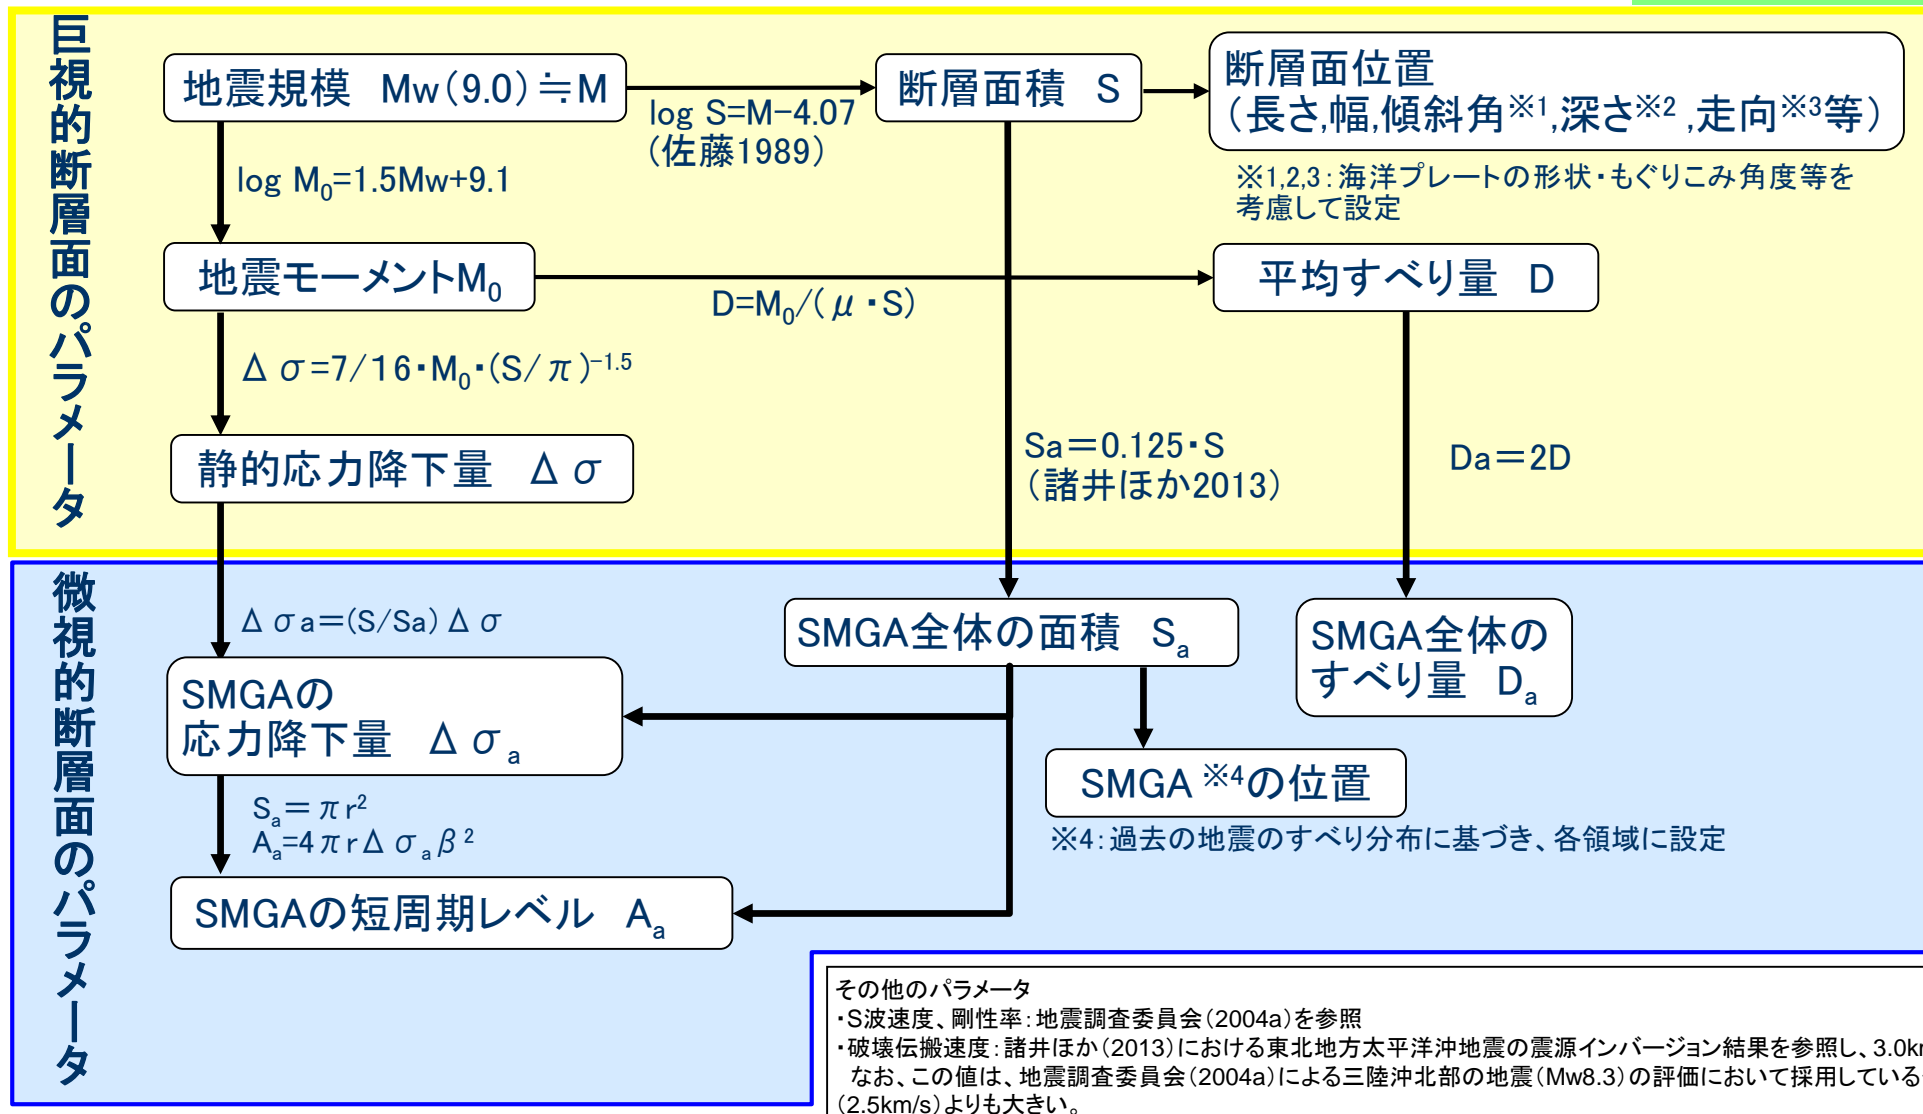 巨視的断層面のパラメータ
地震規模　Mw(9.0)≒M
log S=M-4.07
(佐藤1989)
断層面積　S
断層面位置
(長さ,幅,傾斜角※1,深さ※2 ,走向※3等)
※1,2,3：海洋プレートの形状・もぐりこみ角度等を
考慮して設定
log M0=1.5Mw+9.1
地震モーメントM0
D=M0/(μ・S)
平均すべり量　D
Δσ=7/16・M0・(S/π)-1.5
静的応力降下量　Δσ
Sa＝0.125・S
(諸井ほか2013)
Da＝2D
微視的断層面のパラメータ
Δσa＝(S/Sa)Δσ
SMGA全体の面積　Sa
SMGA全体の
すべり量　Da
SMGAの
応力降下量　Δσa
SMGA※4の位置
※4：過去の地震のすべり分布に基づき、各領域に設定
Sa＝πr2
Aa=4πrΔσaβ2
SMGAの短周期レベル　Aa
その他のパラメータ
・S波速度、剛性率：地震調査委員会(2004a)を参照
・破壊伝搬速度：諸井ほか(2013)における東北地方太平洋沖地震の震源インバージョン結果を参照し、3.0k
なお、この値は、地震調査委員会(2004a)による三陸沖北部の地震(Mw8.3)の評価において採用している
(2.5km/s)よりも大きい。